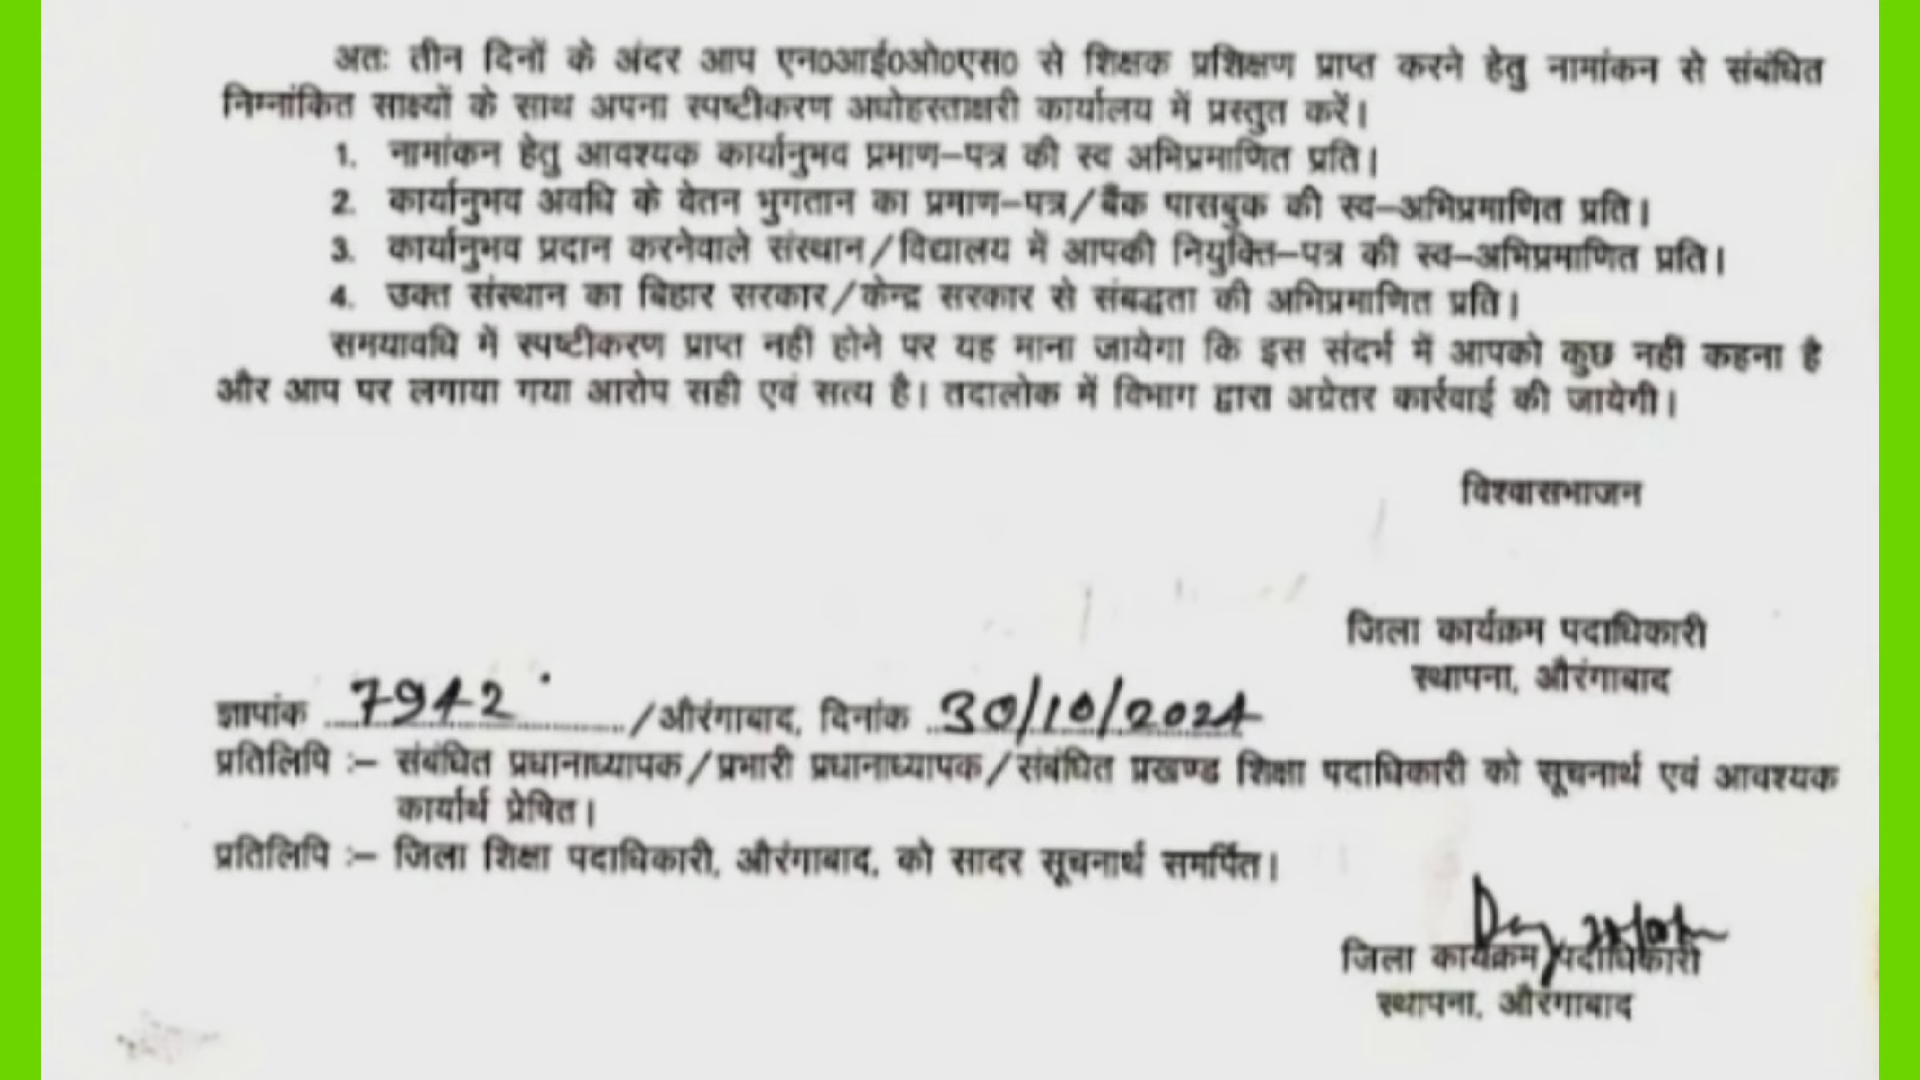 अतः तीन दिनों के अंदर आप एन0आई0ओ0एस0 से शिक्षक प्रशिक्षण प्राप्त करने हेतु नामांकन से संबंधित
निम्नांकित साक्ष्यों के साथ अपना स्पष्टीकरण अधोहस्ताक्षरी कार्यालय में प्रस्तुत करें।
1. नामांकन हेतु आवश्यक कार्यानुभव प्रमाण–पत्र की स्व अभिप्रमाणित प्रति।
2. कार्यानुभव अवधि के वेतन भुगतान का प्रमाण–पत्र/बैंक पासबुक की स्व–अभिप्रमाणित प्रति।
3. कार्यानुभव प्रदान करनेवाले संस्थान/विद्यालय में आपकी नियुक्ति–पत्र की स्व–अभिप्रमाणित प्रति।
4. उक्त संस्थान का बिहार सरकार/केन्द्र सरकार से संबद्धता की अभिप्रमाणित प्रति।
समयावधि में स्पष्टीकरण प्राप्त नहीं होने पर यह माना जायेगा कि इस संदर्भ में आपको कुछ नहीं कहना है
और आप पर लगाया गया आरोप सही एवं सत्य है। तदालोक में विभाग द्वारा अग्रेतर कार्रवाई की जायेगी।
विश्वासभाजन
जिला कार्यक्रम पदाधिकारी
स्थापना, औरंगाबाद
ज्ञापांक 7942 /औरंगाबाद, दिनांक 30/10/2024
प्रतिलिपि :– संबंधित प्रधानाध्यापक/प्रभारी प्रधानाध्यापक/संबंधित प्रखण्ड शिक्षा पदाधिकारी को सूचनार्थ एवं आवश्यक
कार्यार्थ प्रेषित।
प्रतिलिपि :– जिला शिक्षा पदाधिकारी, औरंगाबाद, को सादर सूचनार्थ समर्पित।
जिला कार्यक्रम पदाधिकारी
स्थापना, औरंगाबाद